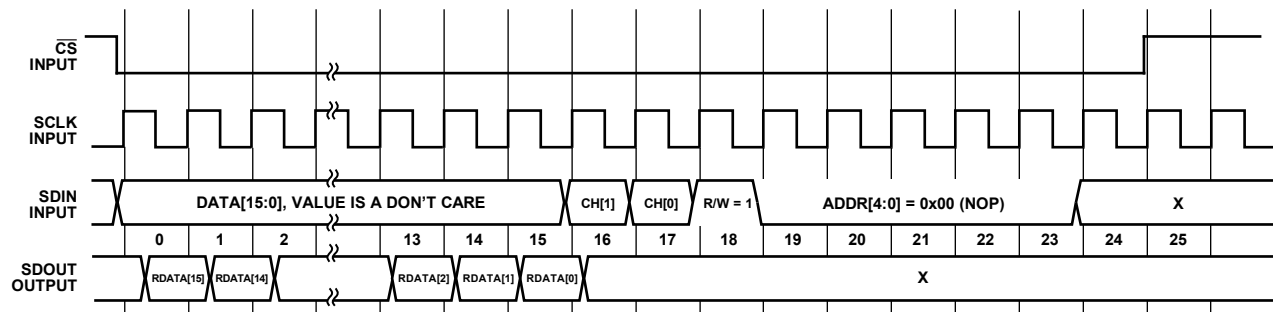 CS
INPUT
SCLK
INPUT
SDIN
INPUT
DATA[15:0], VALUE IS A DON'T CARE
CH[1]
CH[0]
R/W = 1
ADDR[4:0] = 0x00 (NOP)
X
0 1 2 13 14 15 16 17 18 19 20 21 22 23 24 25
SDOUT
OUTPUT
RDATA[15]
RDATA[14]
RDATA[2]
RDATA[1]
RDATA[0]
X